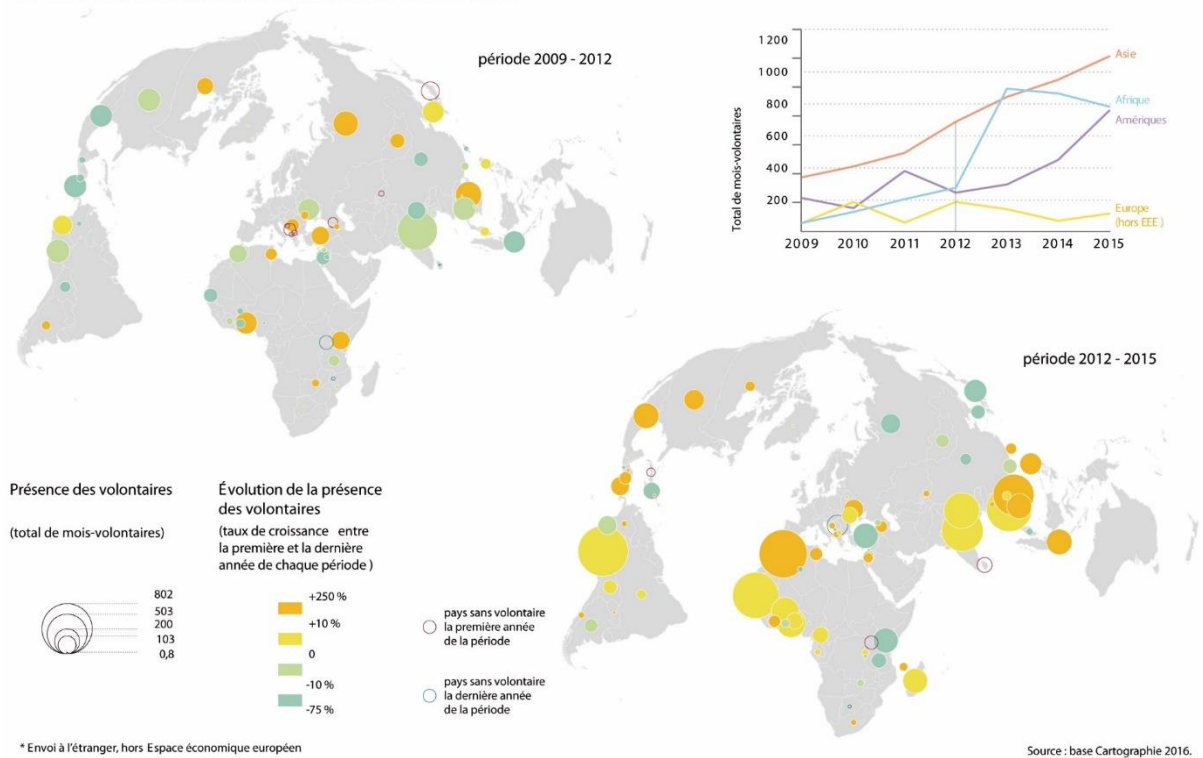 période 2009 - 2012
Total de mois-volontaires
1200
1000
800
600
400
200
2009 2010 2011 2012 2013 2014 2015
Asie
Afrique
Amériques
Europe
(hors EEE )
période 2012 - 2015
Présence des volontaires
(total de mois-volontaires)
802
503
200
103
0,8
Évolution de la présence
des volontaires
(taux de croissance entre
la première et la dernière
année de chaque période )
+250 %
+10 %
0
-10 %
-75 %
pays sans volontaire
la première année
de la période
pays sans volontaire
la dernière année
de la période
* Envoi à l'étranger, hors Espace économique européen
Source : base Cartographie 2016.